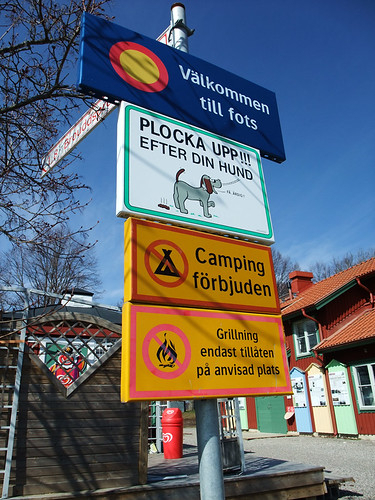 Välkommen
till fots
PLOCKA UPP!!!
EFTER DIN HUND
Camping
förbjuden
Grillning
endast tillåten
på anvisad plats